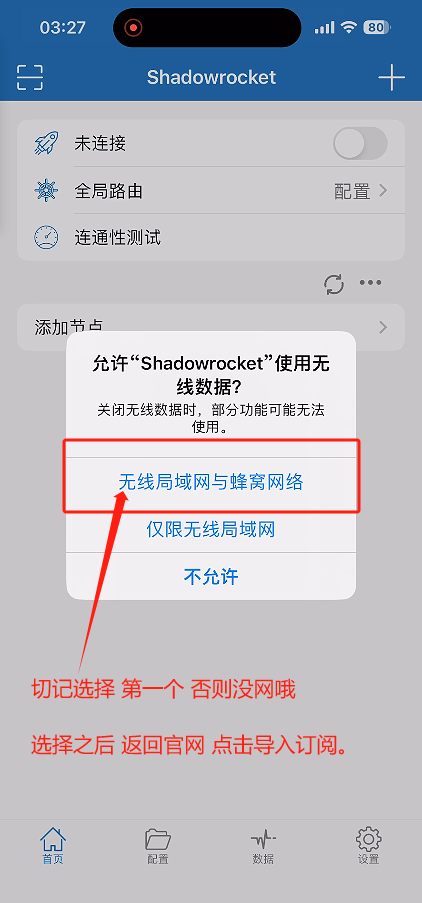 03:27
80
Shadowrocket
未连接
全局路由
配置
连通性测试
添加节点
允许“Shadowrocket”使用无
线数据?
关闭无线数据时，部分功能可能无法
使用。
无线局域网与蜂窝网络
仅限无线局域网
不允许
切记选择 第一个 否则没网哦
选择之后 返回官网 点击导入订阅。
首页
配置
数据
设置